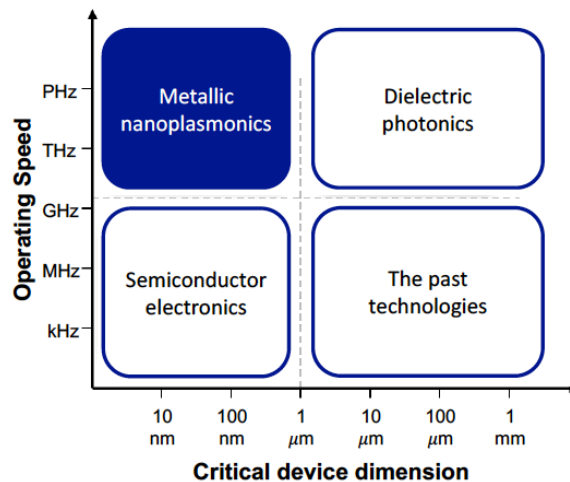 Operating Speed
PHz
THz
GHz
MHz
kHz
Metallic
nanoplasmonics
Dielectric
photonics
Semiconductor
electronics
The past
technologies
10
nm
100
nm
1
μm
10
μm
100
μm
1
mm
Critical device dimension